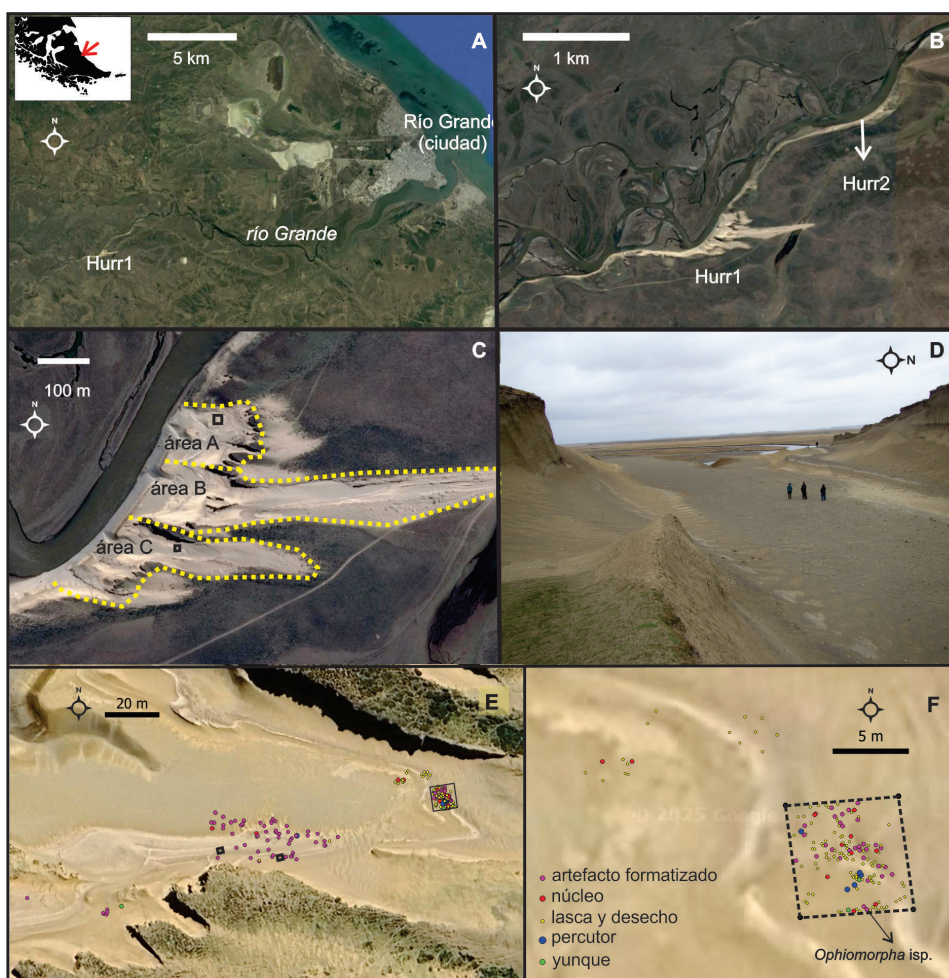 A
5 km
N
Río Grande
(ciudad)
río Grande
Hurr1
B
1 km
N
Hurr2
Hurr1
C
100 m
N
área A
área B
área C
D
N
E
N
20 m
F
N
5 m
artefacto formatizado
núcleo
lasca y desecho
percutor
yunque
Ophiomorpha isp.